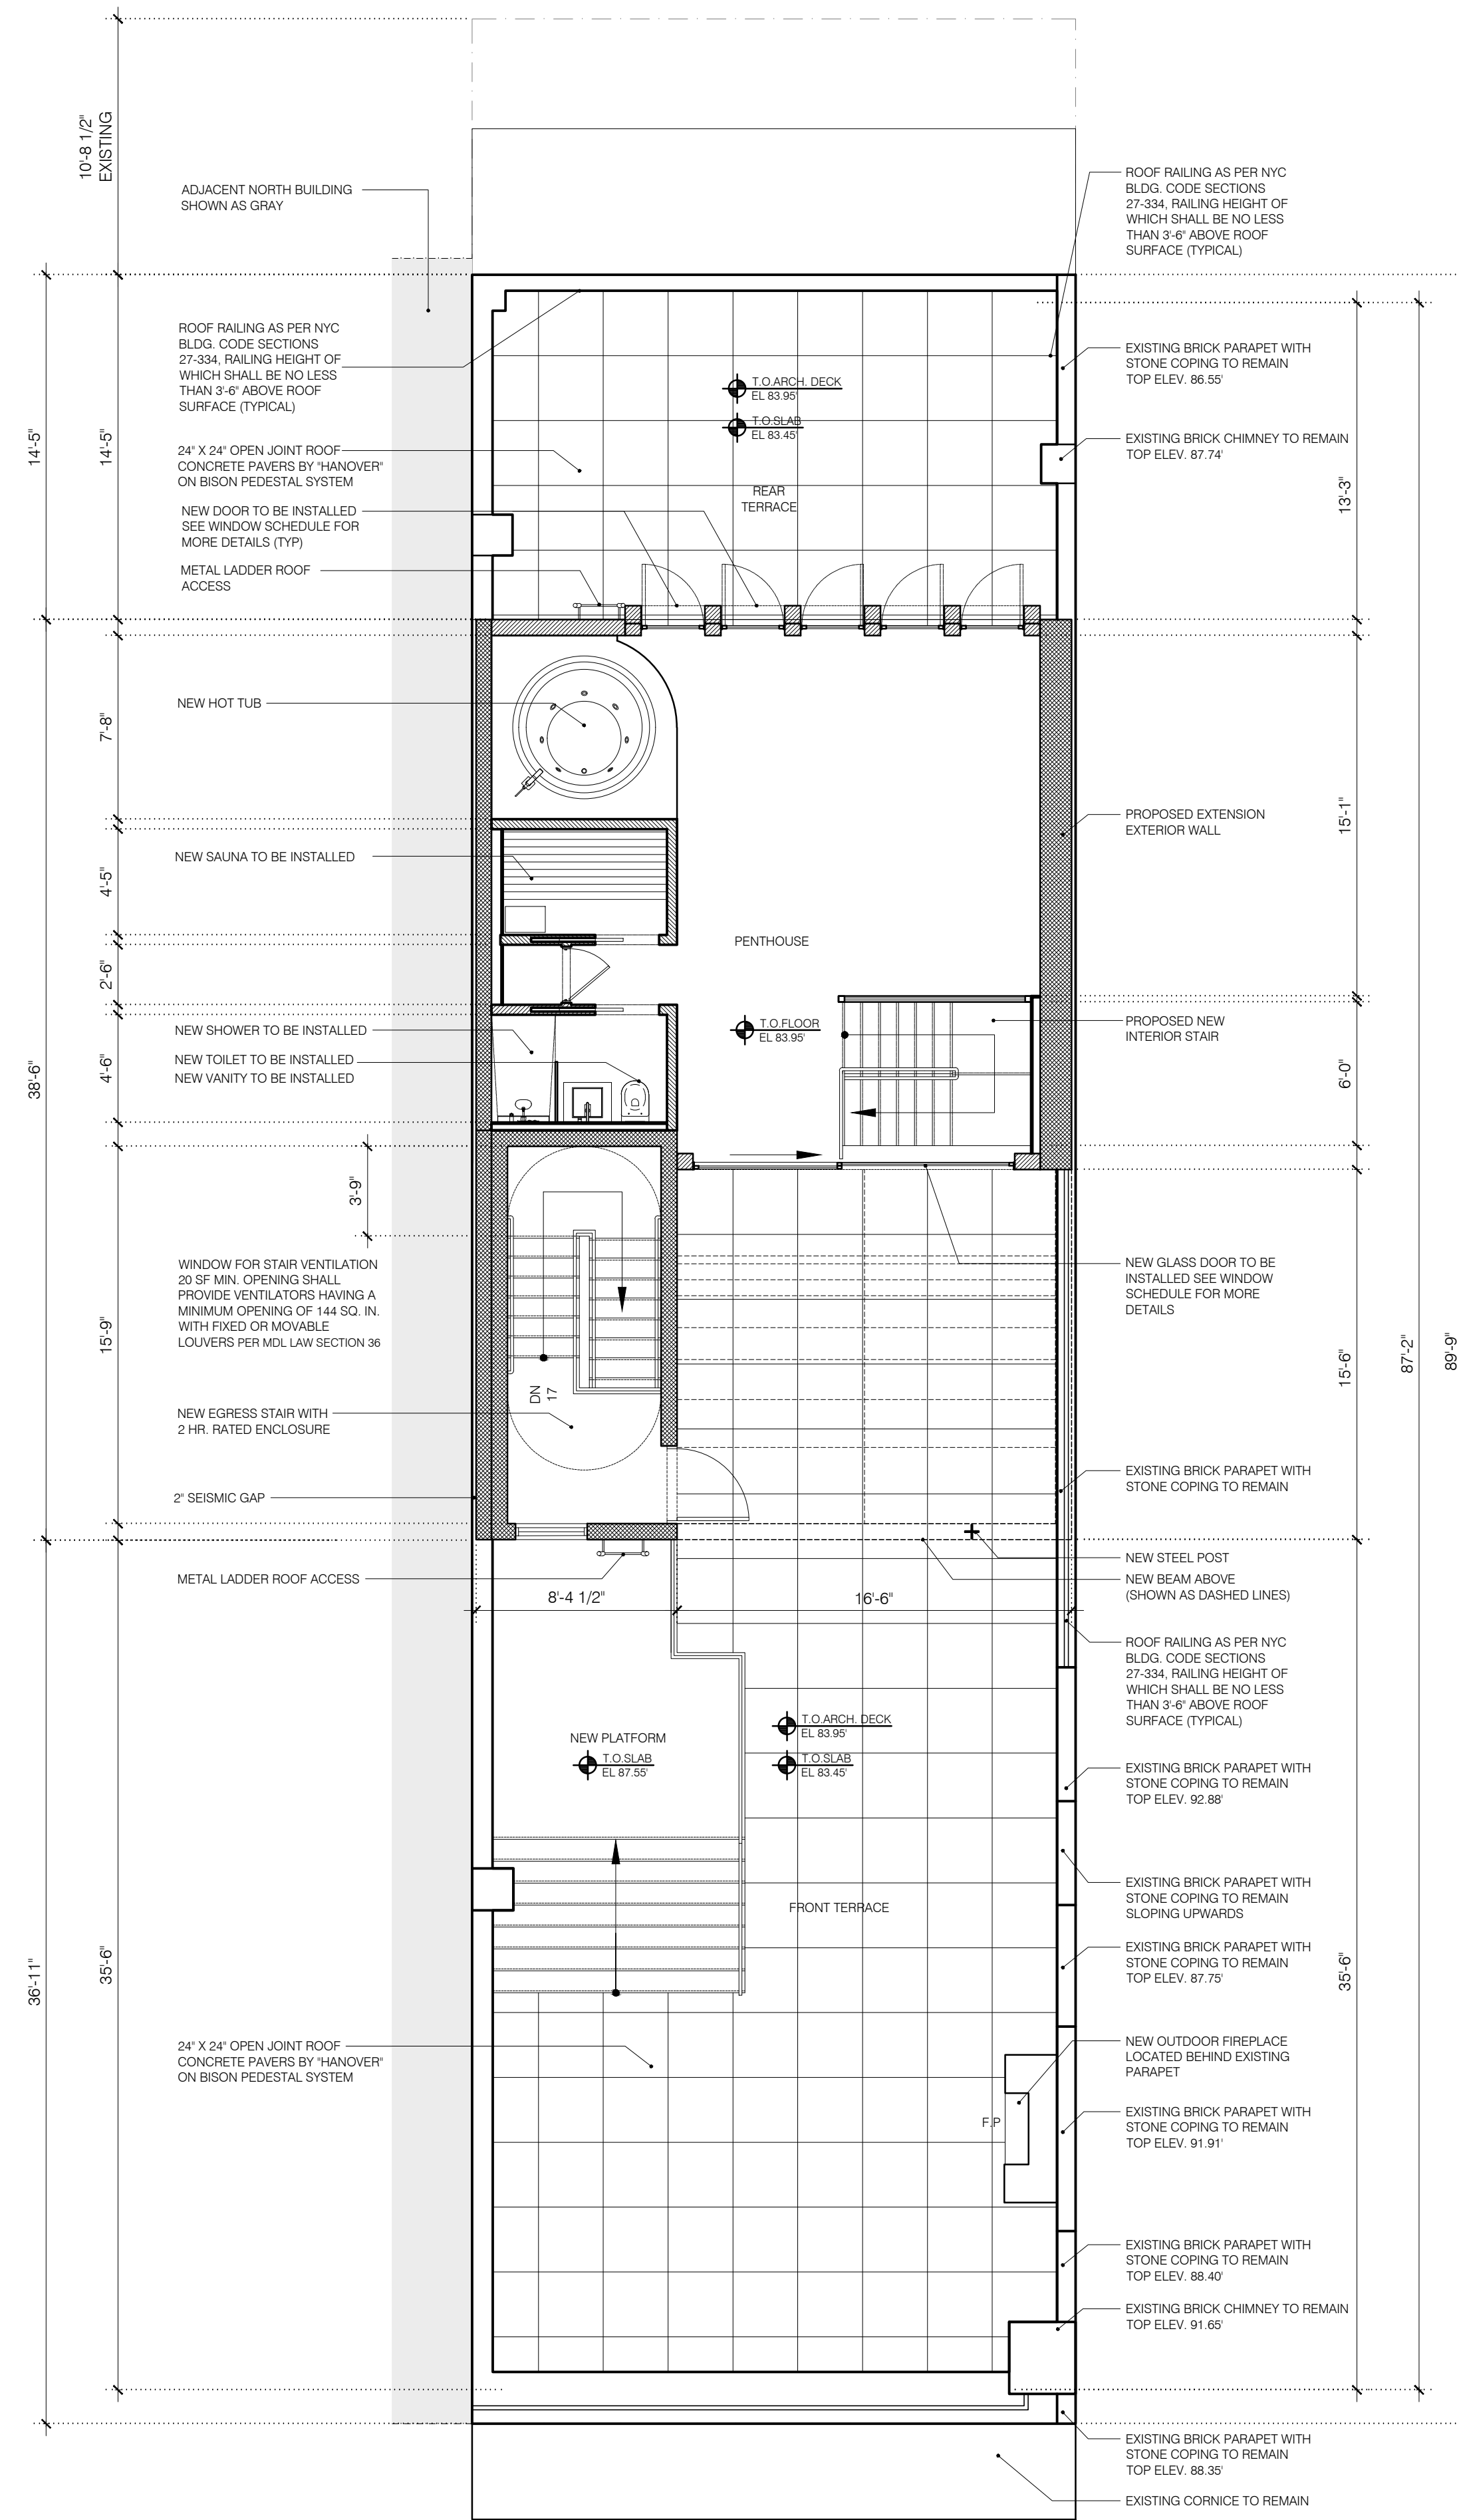 10'-8 1/2"
EXISTING
ADJACENT NORTH BUILDING
SHOWN AS GRAY
ROOF RAILING AS PER NYC
BLDG. CODE SECTIONS
27-334, RAILING HEIGHT OF
WHICH SHALL BE NO LESS
THAN 3'-6" ABOVE ROOF
SURFACE (TYPICAL)
ROOF RAILING AS PER NYC
BLDG. CODE SECTIONS
27-334, RAILING HEIGHT OF
WHICH SHALL BE NO LESS
THAN 3'-6" ABOVE ROOF
SURFACE (TYPICAL)
EXISTING BRICK PARAPET WITH
STONE COPING TO REMAIN
TOP ELEV. 86.55'
T.O.ARCH. DECK
EL 83.95'
T.O.SLAB
EL 83.45'
14'-5"
14'-5"
24" X 24" OPEN JOINT ROOF
CONCRETE PAVERS BY "HANOVER"
ON BISON PEDESTAL SYSTEM
EXISTING BRICK CHIMNEY TO REMAIN
TOP ELEV. 87.74'
REAR
TERRACE
13'-3"
NEW DOOR TO BE INSTALLED
SEE WINDOW SCHEDULE FOR
MORE DETAILS (TYP)
METAL LADDER ROOF
ACCESS
NEW HOT TUB
7'-8"
PROPOSED EXTENSION
EXTERIOR WALL
15'-1"
NEW SAUNA TO BE INSTALLED
4'-5"
PENTHOUSE
2'-6"
T.O.FLOOR
EL 83.95'
PROPOSED NEW
INTERIOR STAIR
NEW SHOWER TO BE INSTALLED
NEW TOILET TO BE INSTALLED
NEW VANITY TO BE INSTALLED
38'-6"
4'-6"
6'-0"
3'-9"
WINDOW FOR STAIR VENTILATION
20 SF MIN. OPENING SHALL
PROVIDE VENTILATORS HAVING A
MINIMUM OPENING OF 144 SQ. IN.
WITH FIXED OR MOVABLE
LOUVERS PER MDL LAW SECTION 36
NEW GLASS DOOR TO BE
INSTALLED SEE WINDOW
SCHEDULE FOR MORE
DETAILS
15'-9"
15'-6"
87'-2"
89'-9"
DN
17
NEW EGRESS STAIR WITH
2 HR. RATED ENCLOSURE
EXISTING BRICK PARAPET WITH
STONE COPING TO REMAIN
2" SEISMIC GAP
NEW STEEL POST
NEW BEAM ABOVE
(SHOWN AS DASHED LINES)
METAL LADDER ROOF ACCESS
8'-4 1/2"
16'-6"
ROOF RAILING AS PER NYC
BLDG. CODE SECTIONS
27-334, RAILING HEIGHT OF
WHICH SHALL BE NO LESS
THAN 3'-6" ABOVE ROOF
SURFACE (TYPICAL)
T.O.ARCH. DECK
EL 83.95'
T.O.SLAB
EL 83.45'
NEW PLATFORM
T.O.SLAB
EL 87.55'
EXISTING BRICK PARAPET WITH
STONE COPING TO REMAIN
TOP ELEV. 92.88'
EXISTING BRICK PARAPET WITH
STONE COPING TO REMAIN
SLOPING UPWARDS
FRONT TERRACE
EXISTING BRICK PARAPET WITH
STONE COPING TO REMAIN
TOP ELEV. 87.75'
36'-11"
35'-6"
35'-6"
24" X 24" OPEN JOINT ROOF
CONCRETE PAVERS BY "HANOVER"
ON BISON PEDESTAL SYSTEM
NEW OUTDOOR FIREPLACE
LOCATED BEHIND EXISTING
PARAPET
F.P
EXISTING BRICK PARAPET WITH
STONE COPING TO REMAIN
TOP ELEV. 91.91'
EXISTING BRICK PARAPET WITH
STONE COPING TO REMAIN
TOP ELEV. 88.40'
EXISTING BRICK CHIMNEY TO REMAIN
TOP ELEV. 91.65'
EXISTING BRICK PARAPET WITH
STONE COPING TO REMAIN
TOP ELEV. 88.35'
EXISTING CORNICE TO REMAIN